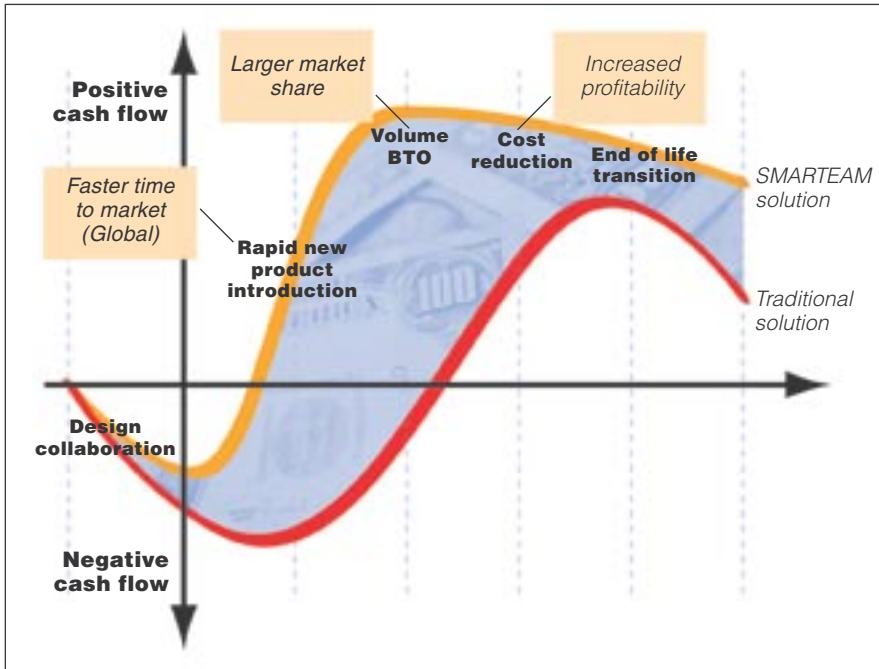 Positive
cash flow
Larger market
share
Increased
profitability
Volume
BTO
Cost
reduction
End of life
transition
SMARTEAM
solution
Faster time
to market
(Global)
Rapid new
product
introduction
100
Traditional
solution
Design
collaboration
Negative
cash flow